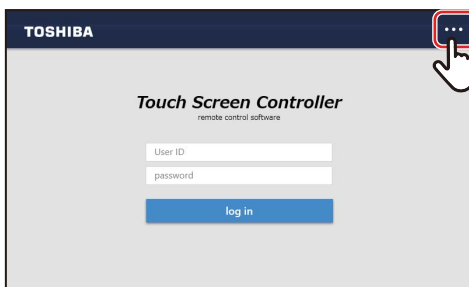 TOSHIBA
Touch Screen Controller
remote control software
User ID
password
log in